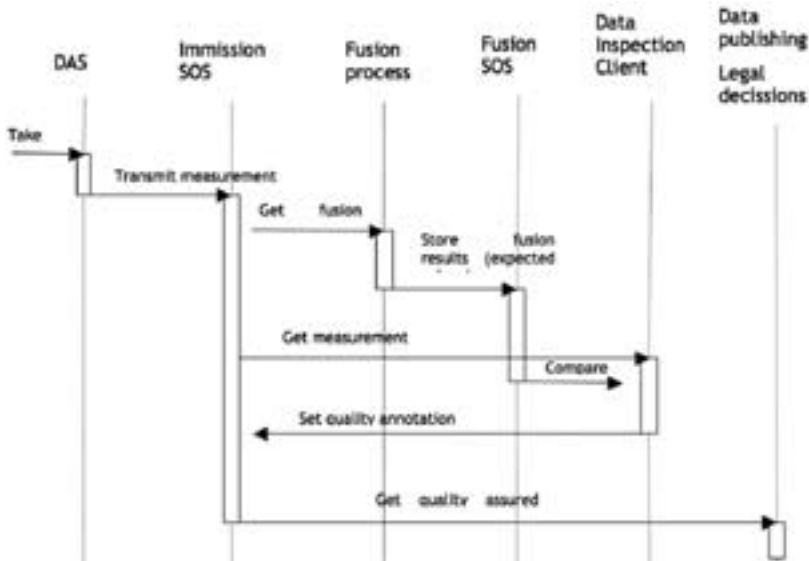 DAS
Immission
SOS
Fusion
process
Fusion
SOS
Data
Inspection
Client
Data
publishing
Legal
decissions
Take
Transmit measurement
Get fusion
Store fusion
results (expected
Get measurement
Compare
Set quality annotation
Get quality assured